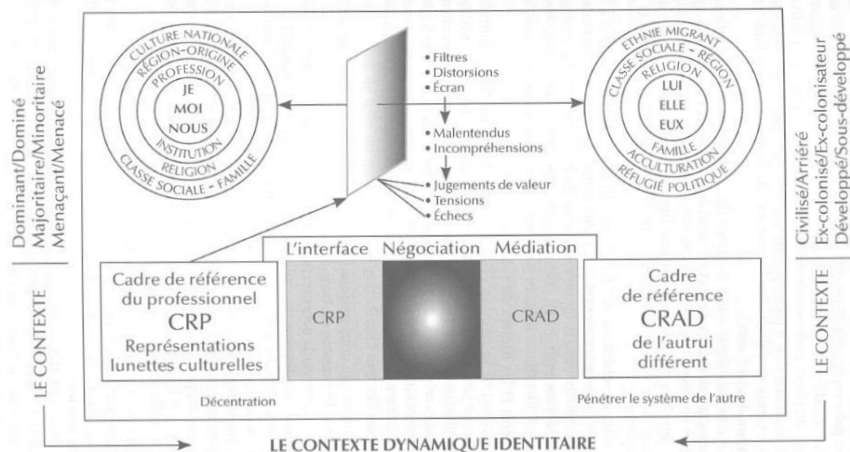 CULTURE NATIONALE
RÉGION-ORIGINE
PROFESSION
JE
MOI
NOUS
INSTITUTION
RELIGION
CLASSE SOCIALE - FAMILLE
• Filtres
• Distorsions
• Écran
• Malentendus
• Incompréhensions
• Jugements de valeur
• Tensions
• Échecs
ETHNIE MIGRANT
CLASSE SOCIALE - RÉGION
RELIGION
LUI
ELLE
EUX
FAMILLE
ACCULTURATION
RÉFUGIÉ POLITIQUE
Dominant/Dominé
Majoritaire/Minoritaire
Menaçant/Menacé
LE CONTEXTE
Civilisé/Arriéré
Ex-colonisé/Ex-colonisateur
Développé/Sous-développé
LE CONTEXTE
L'interface Négociation Médiation
Cadre de référence
du professionnel
CRP
Représentations
lunettes culturelles
CRP
CRAD
Cadre
de référence
CRAD
de l'autrui
différent
Décentration
Pénétrer le système de l'autre
LE CONTEXTE DYNAMIQUE IDENTITAIRE